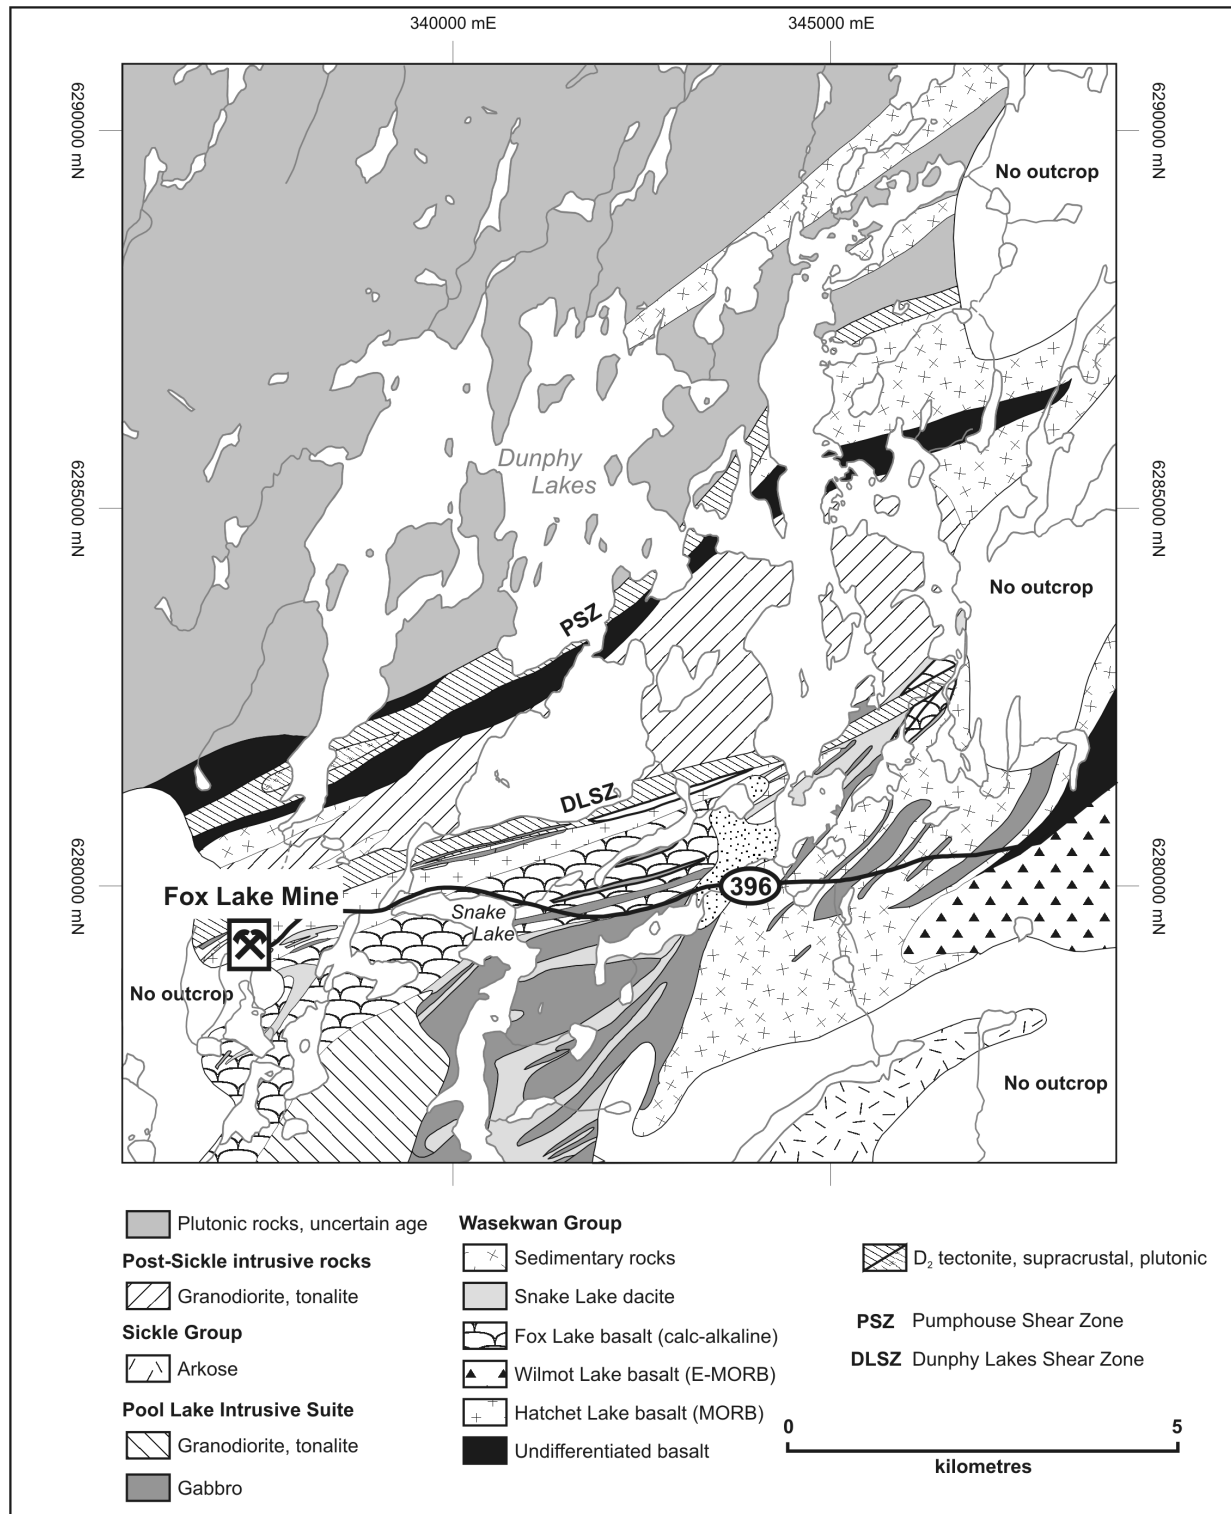 340000 mE
345000 mE
6290000 mN
6290000 mN
No outcrop
Dunphy
Lakes
6285000 mN
6285000 mN
No outcrop
PSZ
DLSZ
6280000 mN
6280000 mN
Fox Lake Mine
396
Snake
Lake
No outcrop
No outcrop
Plutonic rocks, uncertain age
Post-Sickle intrusive rocks
Granodiorite, tonalite
Sickle Group
Arkose
Pool Lake Intrusive Suite
Granodiorite, tonalite
Gabbro
Wasekwan Group
Sedimentary rocks
Snake Lake dacite
Fox Lake basalt (calc-alkaline)
Wilmot Lake basalt (E-MORB)
Hatchet Lake basalt (MORB)
Undifferentiated basalt
D₂ tectonite, supracrustal, plutonic
PSZ Pumphouse Shear Zone
DLSZ Dunphy Lakes Shear Zone
0 5
kilometres